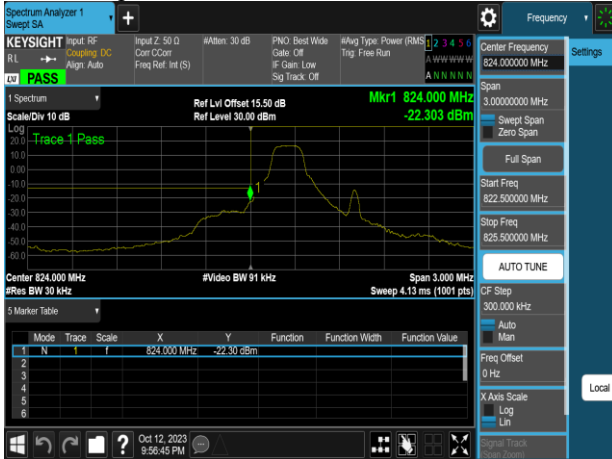 Spectrum Analyzer 1
Swept SA
+
Frequency
KEYSIGHT
RL
LXI
PASS
Input: RF
Coupling: DC
Align: Auto
Input Z: 50 Ω
Corr CCorr
Freq Ref: Int (S)
#Atten: 30 dB
PNO: Best Wide
Gate: Off
IF Gain: Low
Sig Track: Off
#Avg Type: Power (RMS
Trig: Free Run
1 2 3 4 5 6
A W W W W W
A N N N N N
Center Frequency
824.000000 MHz
Settings
1 Spectrum
Scale/Div 10 dB
Ref Lvl Offset 15.50 dB
Ref Level 30.00 dBm
Mkr1 824.000 MHz
-22.303 dBm
Span
3.00000000 MHz
Swept Span
Zero Span
Log
Trace 1 Pass
20.0
10.0
0.00
-10.0
-20.0
-30.0
-40.0
-50.0
-60.0
1
Full Span
Start Freq
822.500000 MHz
Stop Freq
825.500000 MHz
AUTO TUNE
Center 824.000 MHz
#Res BW 30 kHz
#Video BW 91 kHz
Span 3.000 MHz
Sweep 4.13 ms (1001 pts)
CF Step
300.000 kHz
Auto
Man
5 Marker Table
Mode Trace Scale X Y Function Function Width Function Value
1 N 1 f 824.000 MHz -22.30 dBm
2
3
4
5
6
Freq Offset
0 Hz
X Axis Scale
Log
Lin
Local
Signal Track
(Span Zoom)
?
Oct 12, 2023
9:56:45 PM